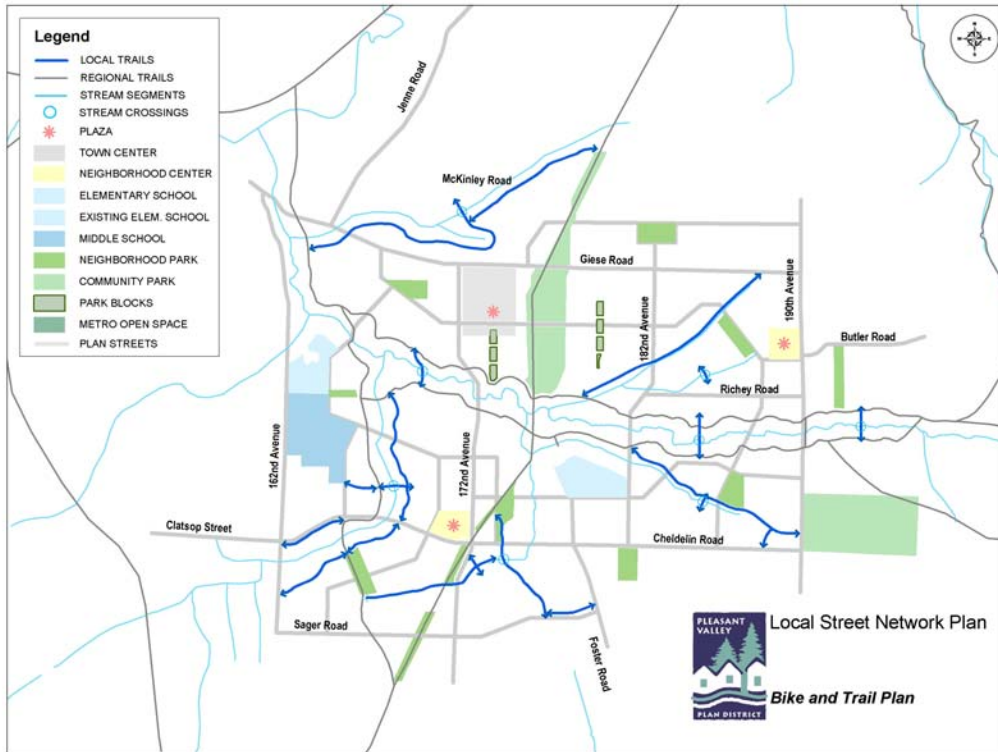 Legend
LOCAL TRAILS
REGIONAL TRAILS
STREAM SEGMENTS
STREAM CROSSINGS
PLAZA
TOWN CENTER
NEIGHBORHOOD CENTER
ELEMENTARY SCHOOL
EXISTING ELEM. SCHOOL
MIDDLE SCHOOL
NEIGHBORHOOD PARK
COMMUNITY PARK
PARK BLOCKS
METRO OPEN SPACE
PLAN STREETS
Jenne Road
McKinley Road
Giese Road
182nd Avenue
190th Avenue
Butler Road
Richey Road
162nd Avenue
172nd Avenue
Clatsop Street
Cheldelin Road
Sager Road
Foster Road
PLEASANT
VALLEY
PLAN DISTRICT
Local Street Network Plan
Bike and Trail Plan